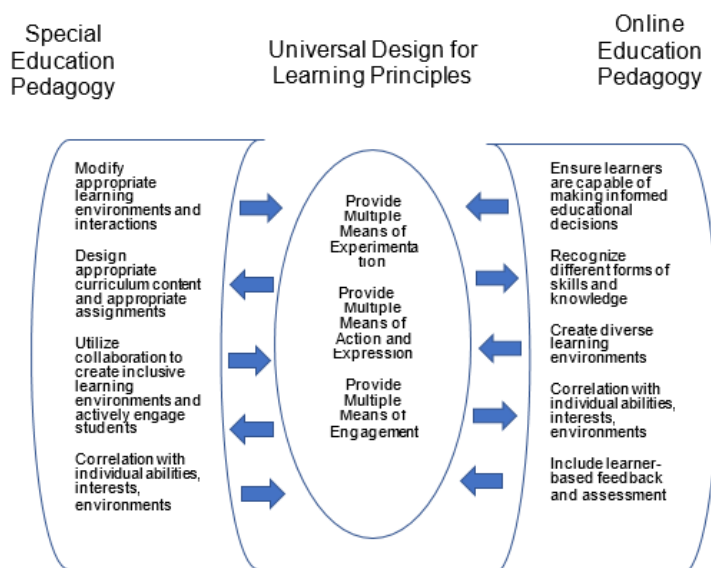 Special
Education
Pedagogy
Universal Design for
Learning Principles
Online
Education
Pedagogy
Modify
appropriate
learning
environments and
interactions
Design
appropriate
curriculum content
and appropriate
assignments
Utilize
collaboration to
create inclusive
learning
environments and
actively engage
students
Correlation with
individual abilities,
interests,
environments
Provide
Multiple
Means of
Experimenta
tion
Provide
Multiple
Means of
Action and
Expression
Provide
Multiple
Means of
Engagement
Ensure learners
are capable of
making informed
educational
decisions
Recognize
different forms of
skills and
knowledge
Create diverse
learning
environments
Correlation with
individual abilities,
interests,
environments
Include learner-
based feedback
and assessment